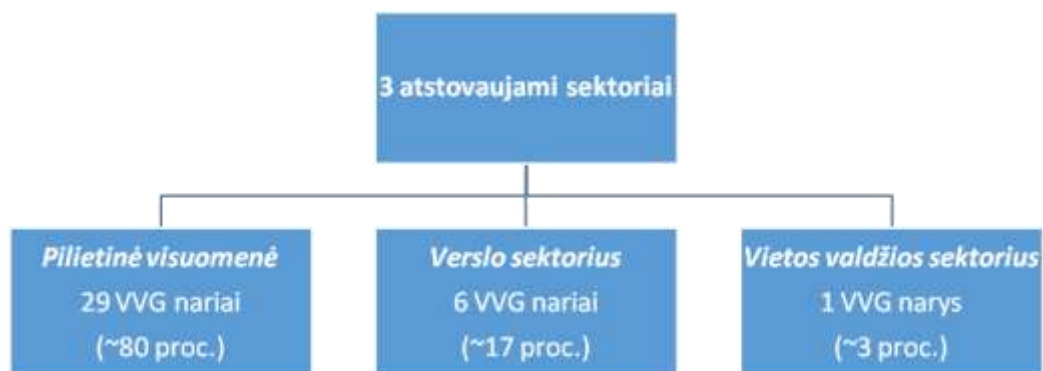 3 atstovaujami sektoriai
Pilietinė visuomenė
29 VVG nariai
(~80 proc.)
Verslo sektorius
6 VVG nariai
(~17 proc.)
Vietos valdžios sektorius
1 VVG narys
(~3 proc.)